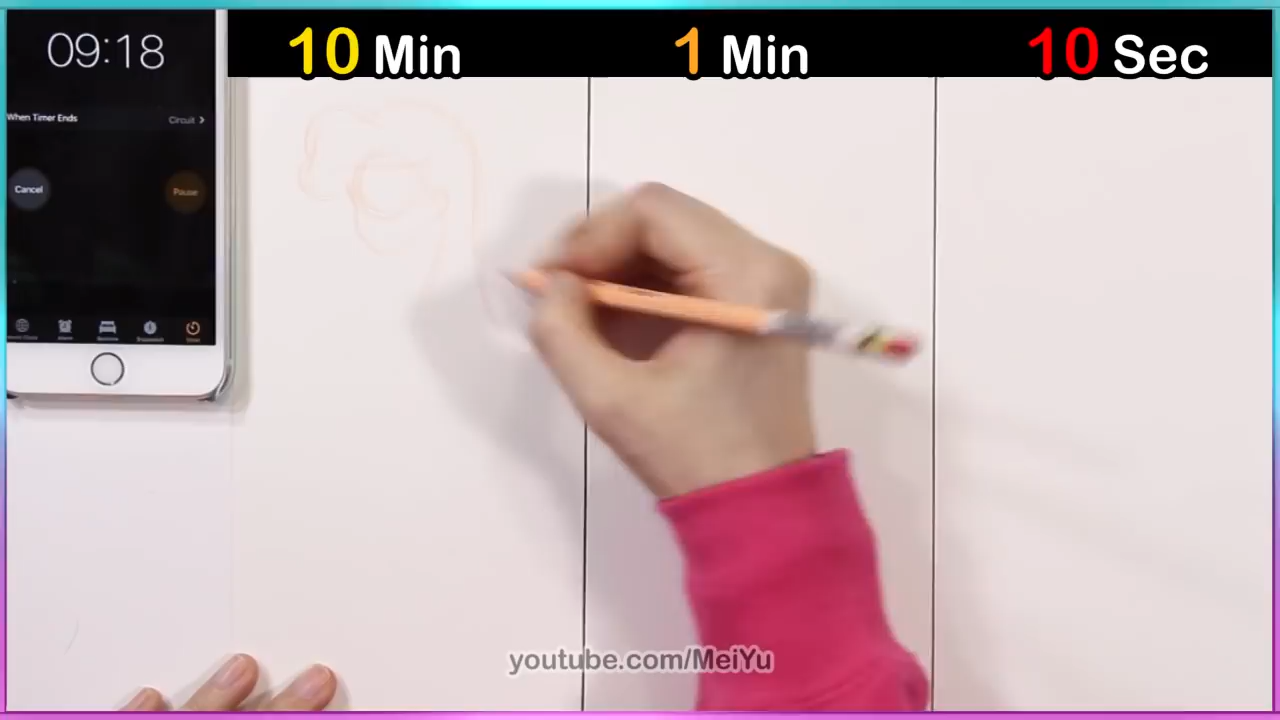 09:18
10 Min
1 Min
10 Sec
When Timer Ends
Circuit >
Cancel
Pause
youtube.com/MeiYu